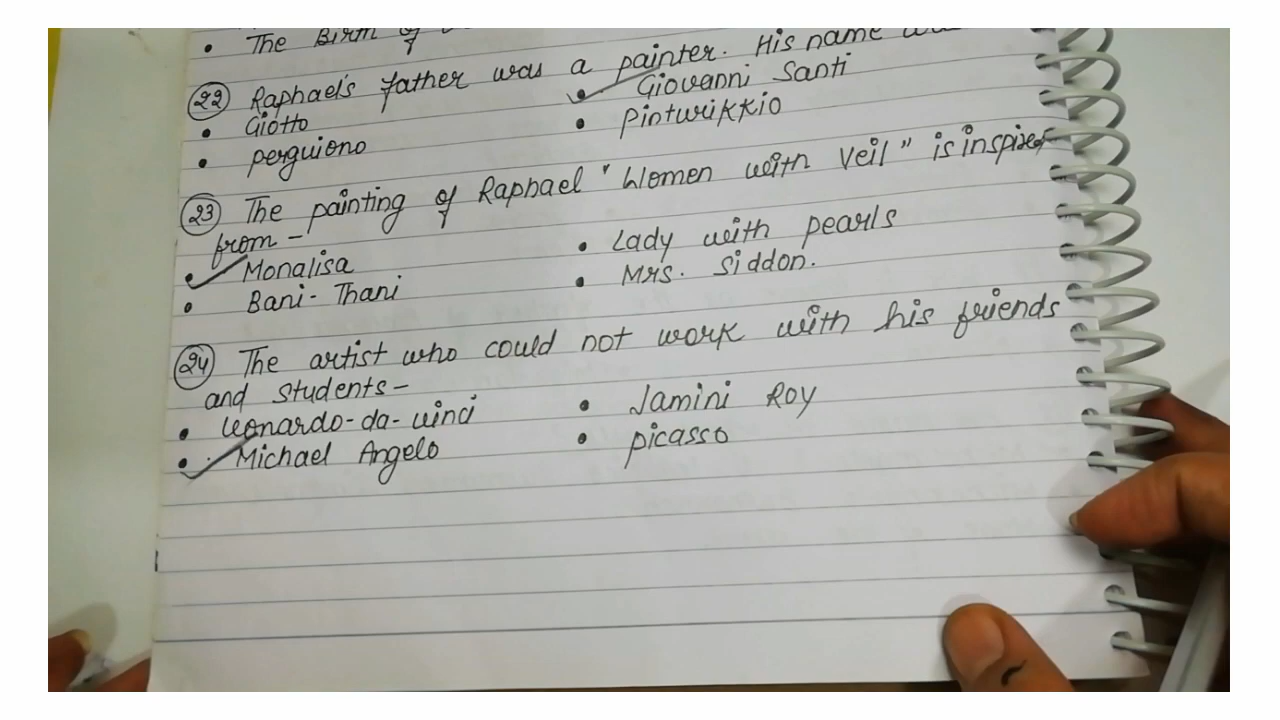 • The Birth of
22 Raphael's father was a painter. His name was
• Giotto • Giovanni Santi
• perguiono • Pinturikkio
23 The painting of Raphael "Women with Veil" is inspired
from -
• Monalisa • Lady with pearls
• Bani - Thani • Mrs. Siddon.
24 The artist who could not work with his friends
and Students -
• Leonardo-da-vinci • Jamini Roy
• Michael Angelo • Picasso